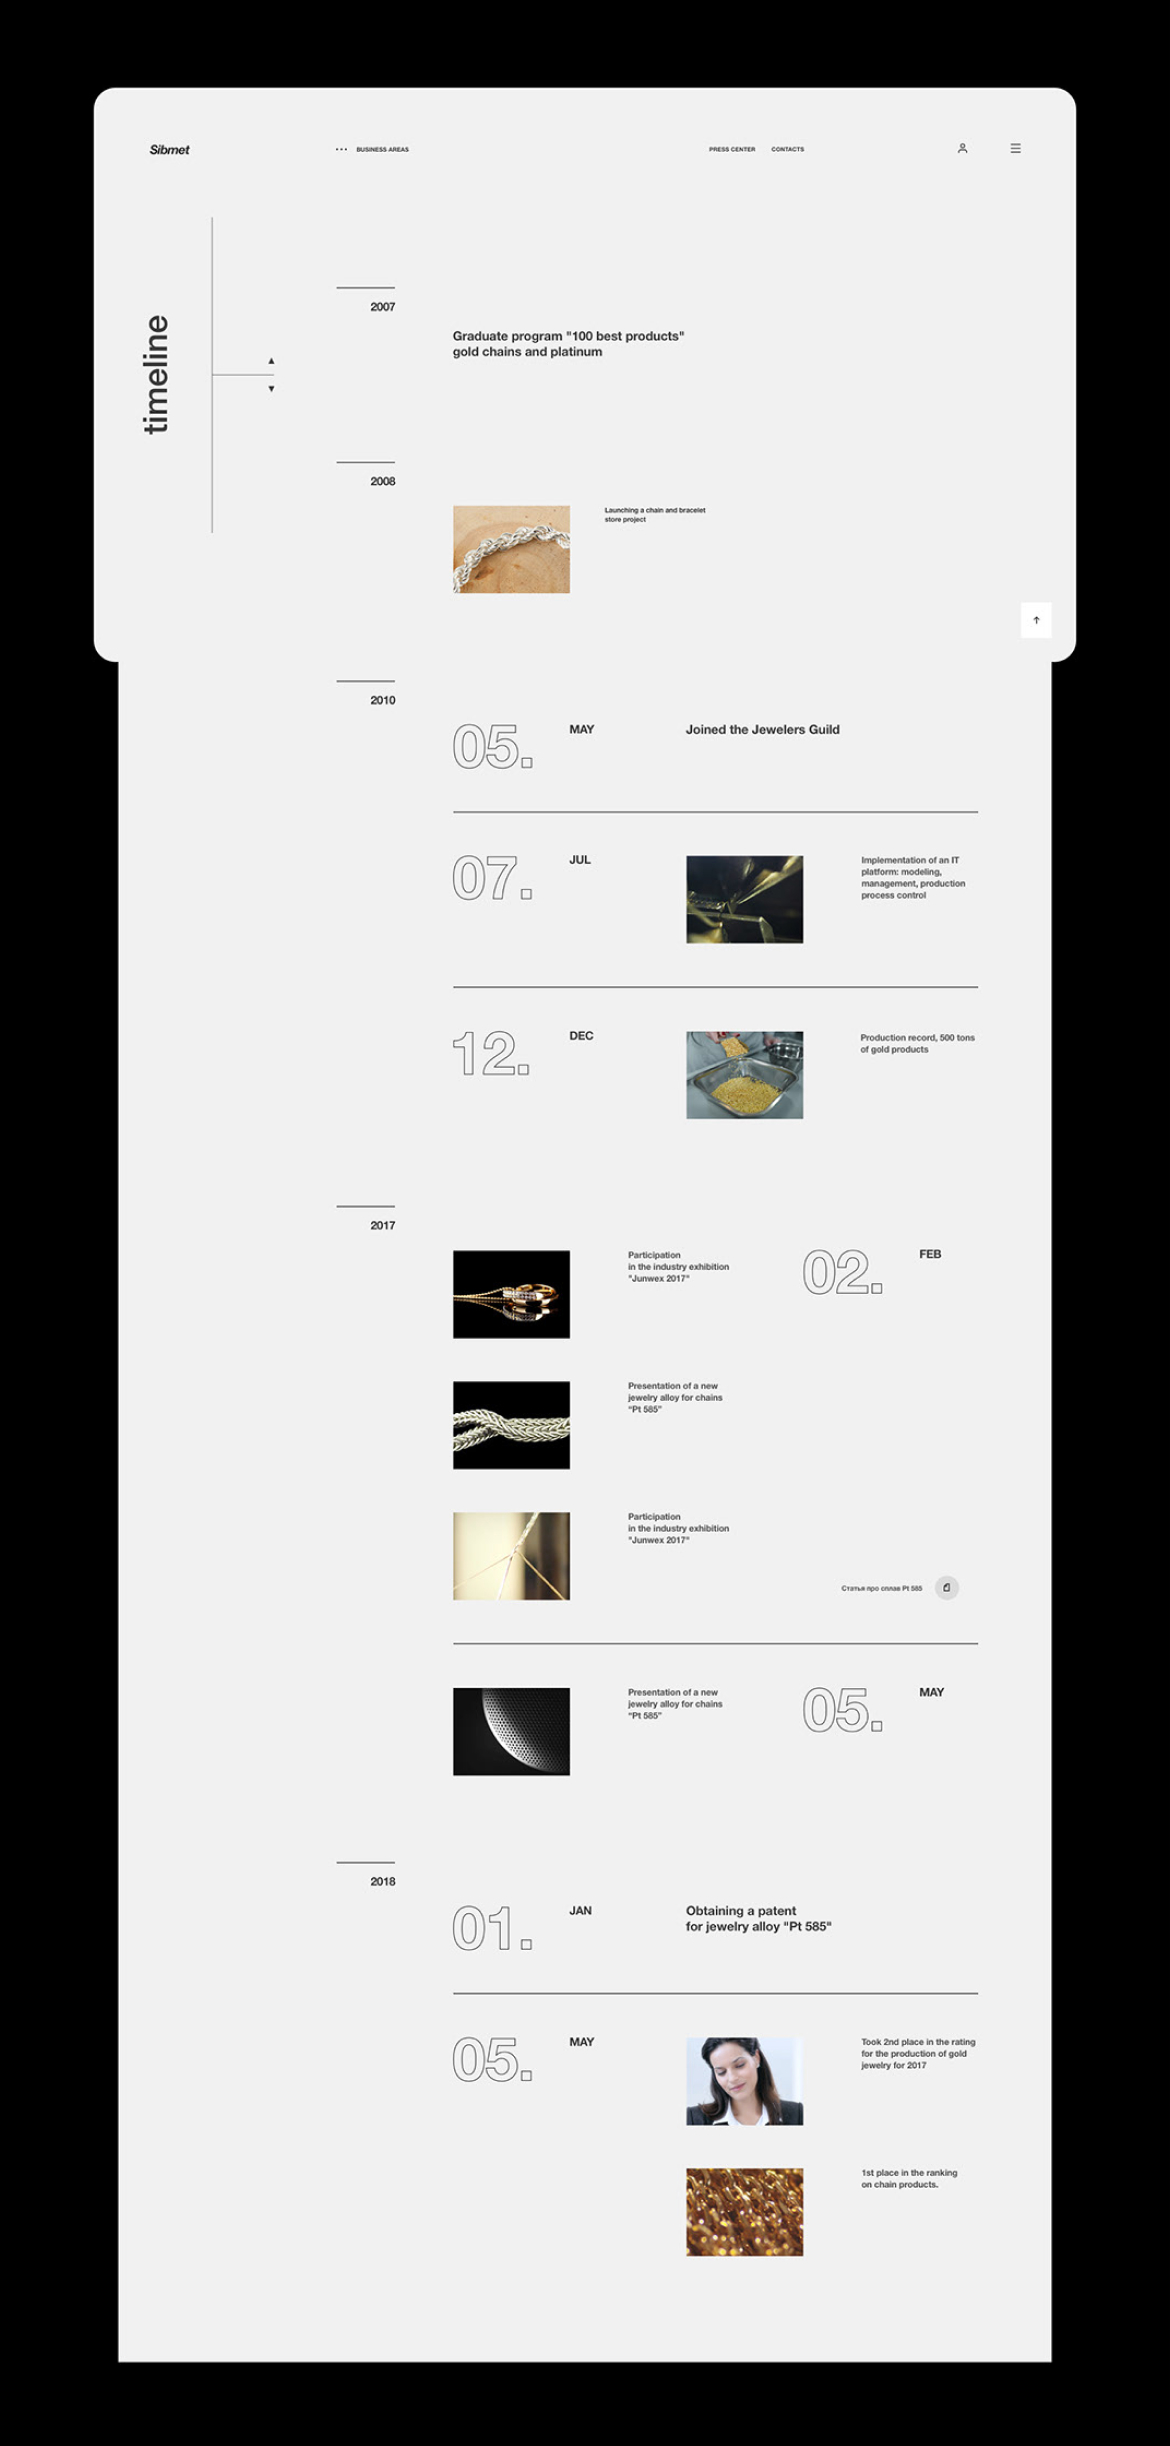 Sibmet
BUSINESS AREAS
PRESS CENTER
CONTACTS
timeline
2007
Graduate program "100 best products"
gold chains and platinum
2008
Launching a chain and bracelet
store project
2010
05.
MAY
Joined the Jewelers Guild
07.
JUL
Implementation of an IT
platform: modeling,
management, production
process control
12.
DEC
Production record, 500 tons
of gold products
2017
Participation
in the industry exhibition
"Junwex 2017"
02.
FEB
Presentation of a new
jewelry alloy for chains
“Pt 585”
Participation
in the industry exhibition
"Junwex 2017"
Статья про сплав Pt 585
Presentation of a new
jewelry alloy for chains
“Pt 585”
05.
MAY
2018
01.
JAN
Obtaining a patent
for jewelry alloy "Pt 585"
05.
MAY
Took 2nd place in the rating
for the production of gold
jewelry for 2017
1st place in the ranking
on chain products.